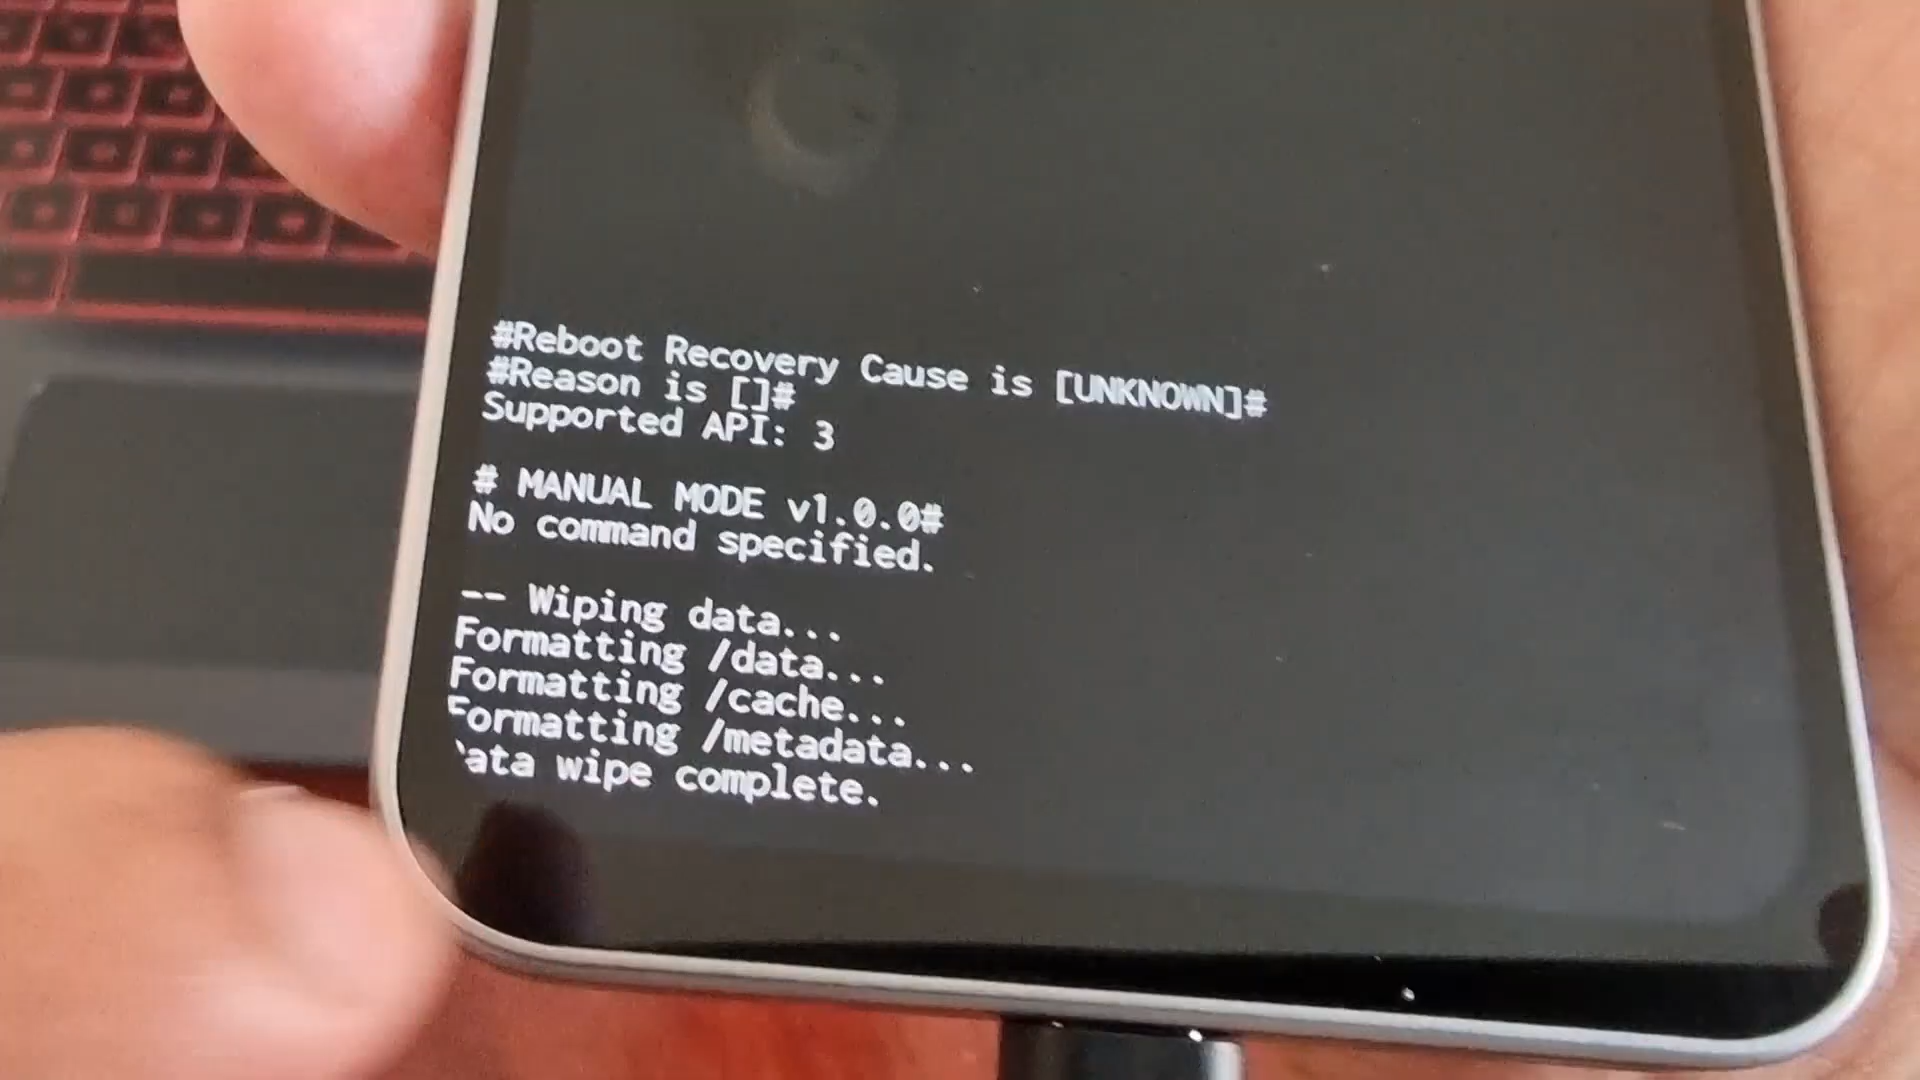 #Reboot Recovery Cause is [UNKNOWN]#
#Reason is []#
Supported API: 3
# MANUAL MODE v1.0.0#
No command specified.
-- Wiping data...
Formatting /data...
Formatting /cache...
Formatting /metadata...
Data wipe complete.